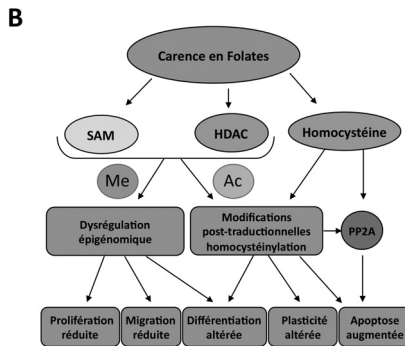 B
Carence en Folates
SAM
HDAC
Homocystéine
Me
Ac
Dysrégulation
épigénomique
Modifications
post-traductionnelles
homocystéinylation
PP2A
Prolifération
réduite
Migration
réduite
Différentiation
altérée
Plasticité
altérée
Apoptose
augmentée